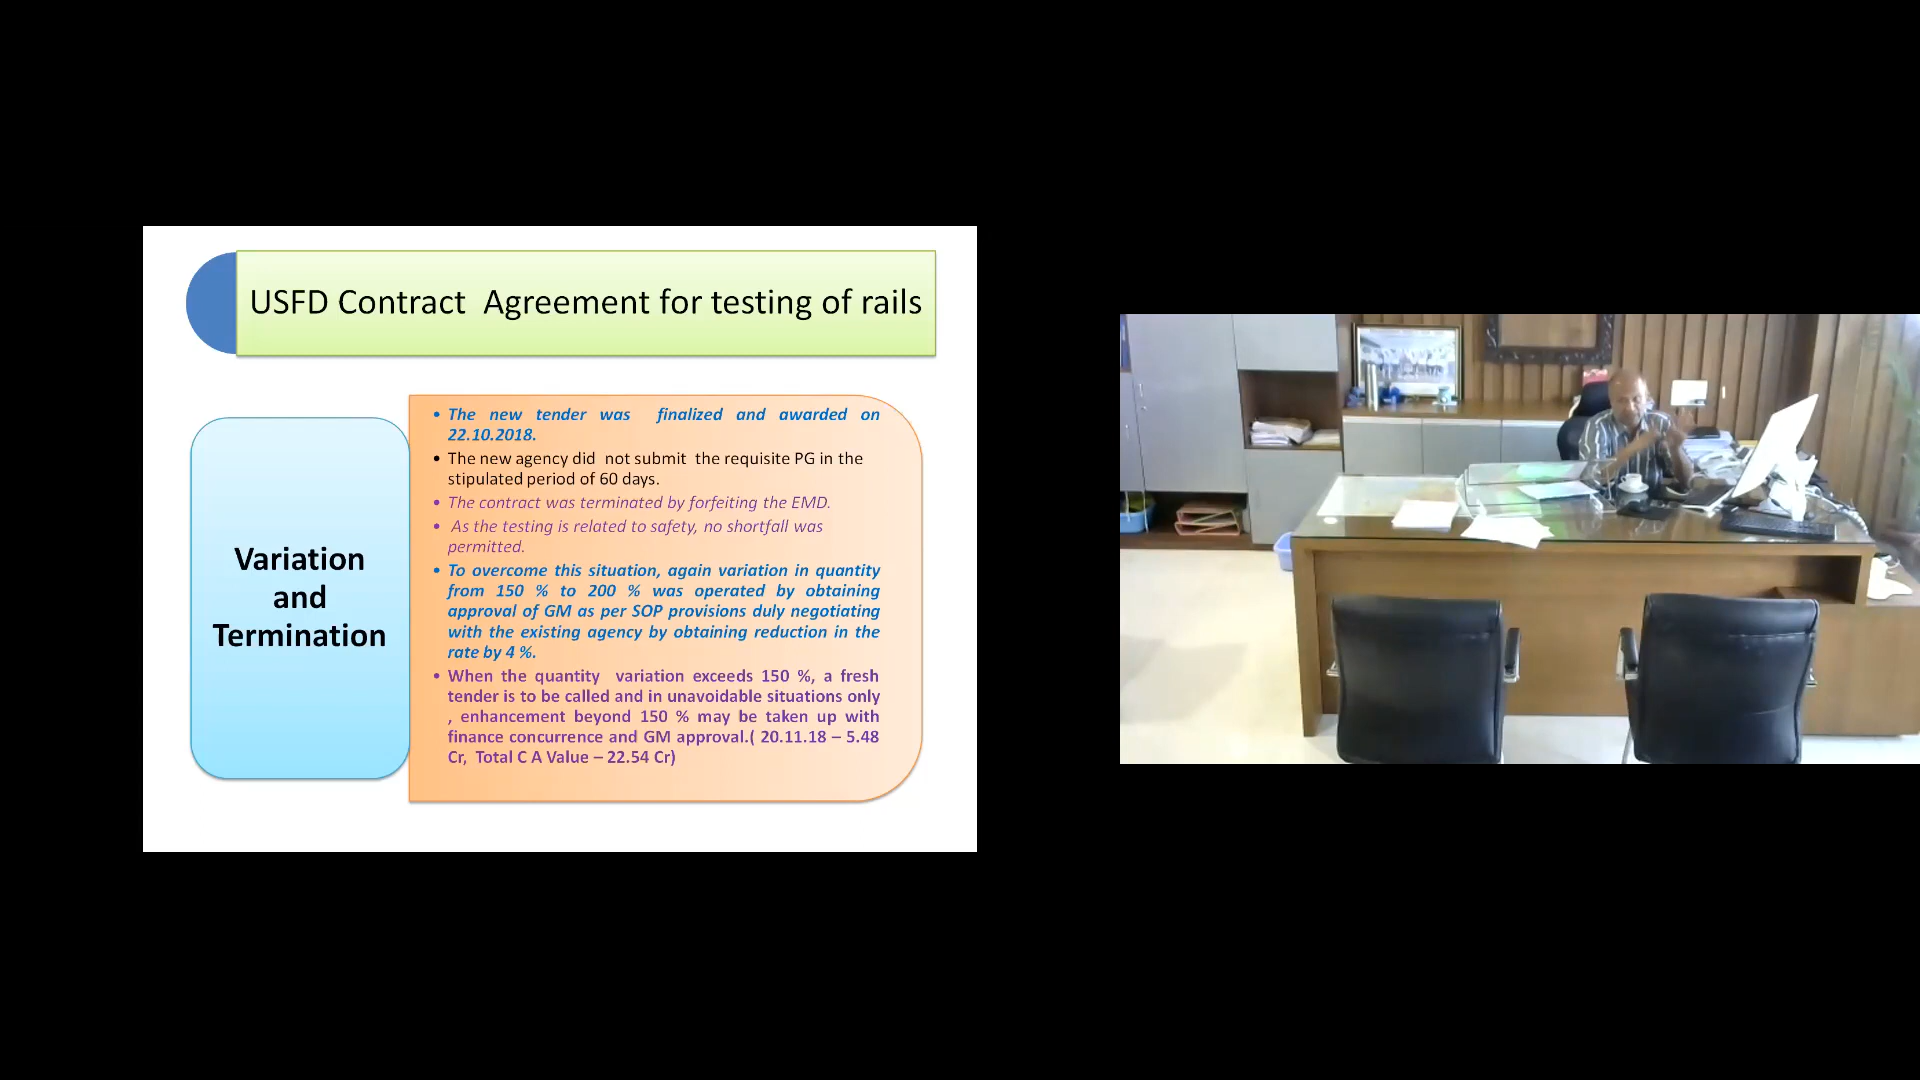 USFD Contract Agreement for testing of rails
Variation
and
Termination
• The new tender was finalized and awarded on
22.10.2018.
• The new agency did not submit the requisite PG in the
stipulated period of 60 days.
• The contract was terminated by forfeiting the EMD.
• As the testing is related to safety, no shortfall was
permitted.
• To overcome this situation, again variation in quantity
from 150 % to 200 % was operated by obtaining
approval of GM as per SOP provisions duly negotiating
with the existing agency by obtaining reduction in the
rate by 4 %.
• When the quantity variation exceeds 150 %, a fresh
tender is to be called and in unavoidable situations only
, enhancement beyond 150 % may be taken up with
finance concurrence and GM approval.( 20.11.18 – 5.48
Cr, Total C A Value – 22.54 Cr)